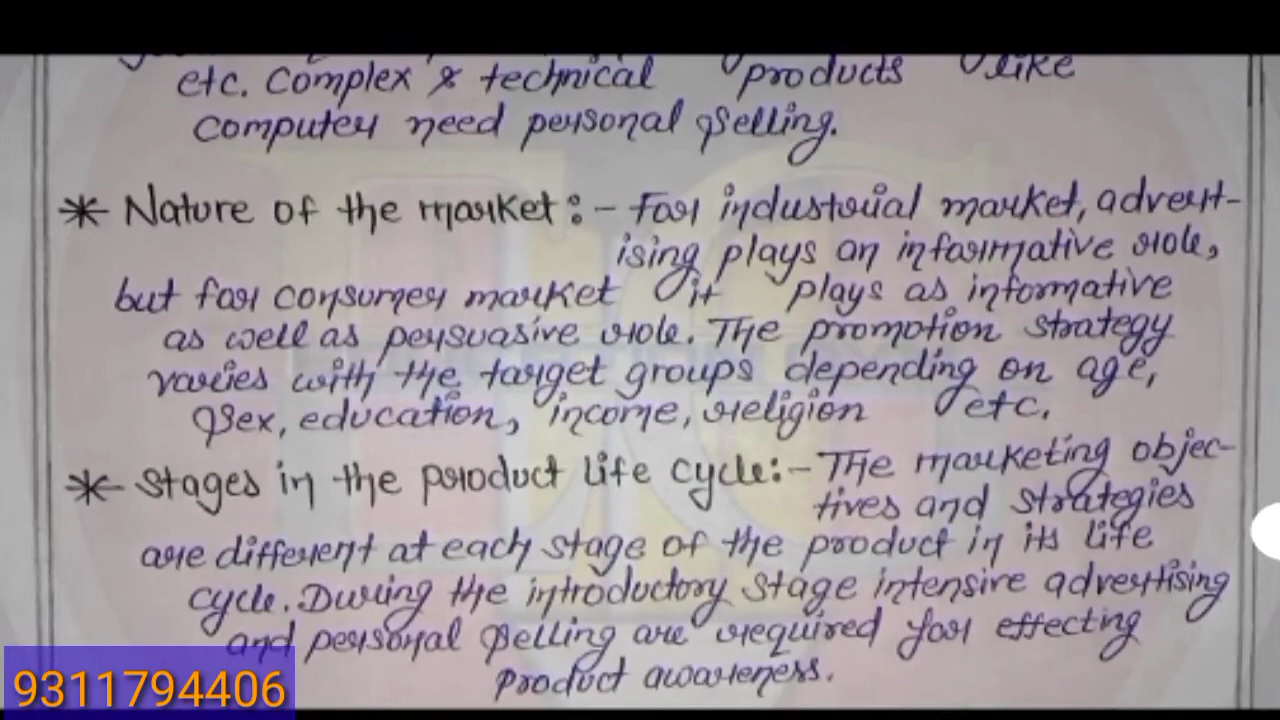 etc. Complex & technical products like
computer need personal selling.
* Nature of the market :- For industrial market, advert-
ising plays an informative role,
but for consumer market it plays as informative
as well as persuasive role. The promotion strategy
varies with the target groups depending on age,
sex, education, income, religion etc.
* Stages in the product life cycle:- The marketing objec-
tives and strategies
are different at each stage of the product in its life
cycle. During the introductory stage intensive advertising
and personal selling are required for effecting
product awareness.
9311794406